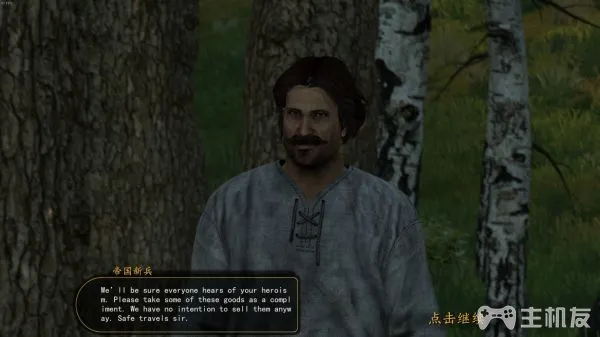 帝国新兵
Me'll be sure everyone hears of your herois
m. Please take some of these goods as a compl
iment. We have no intention to sell them anyw
ay. Safe travels sir.
点击继续
主机友